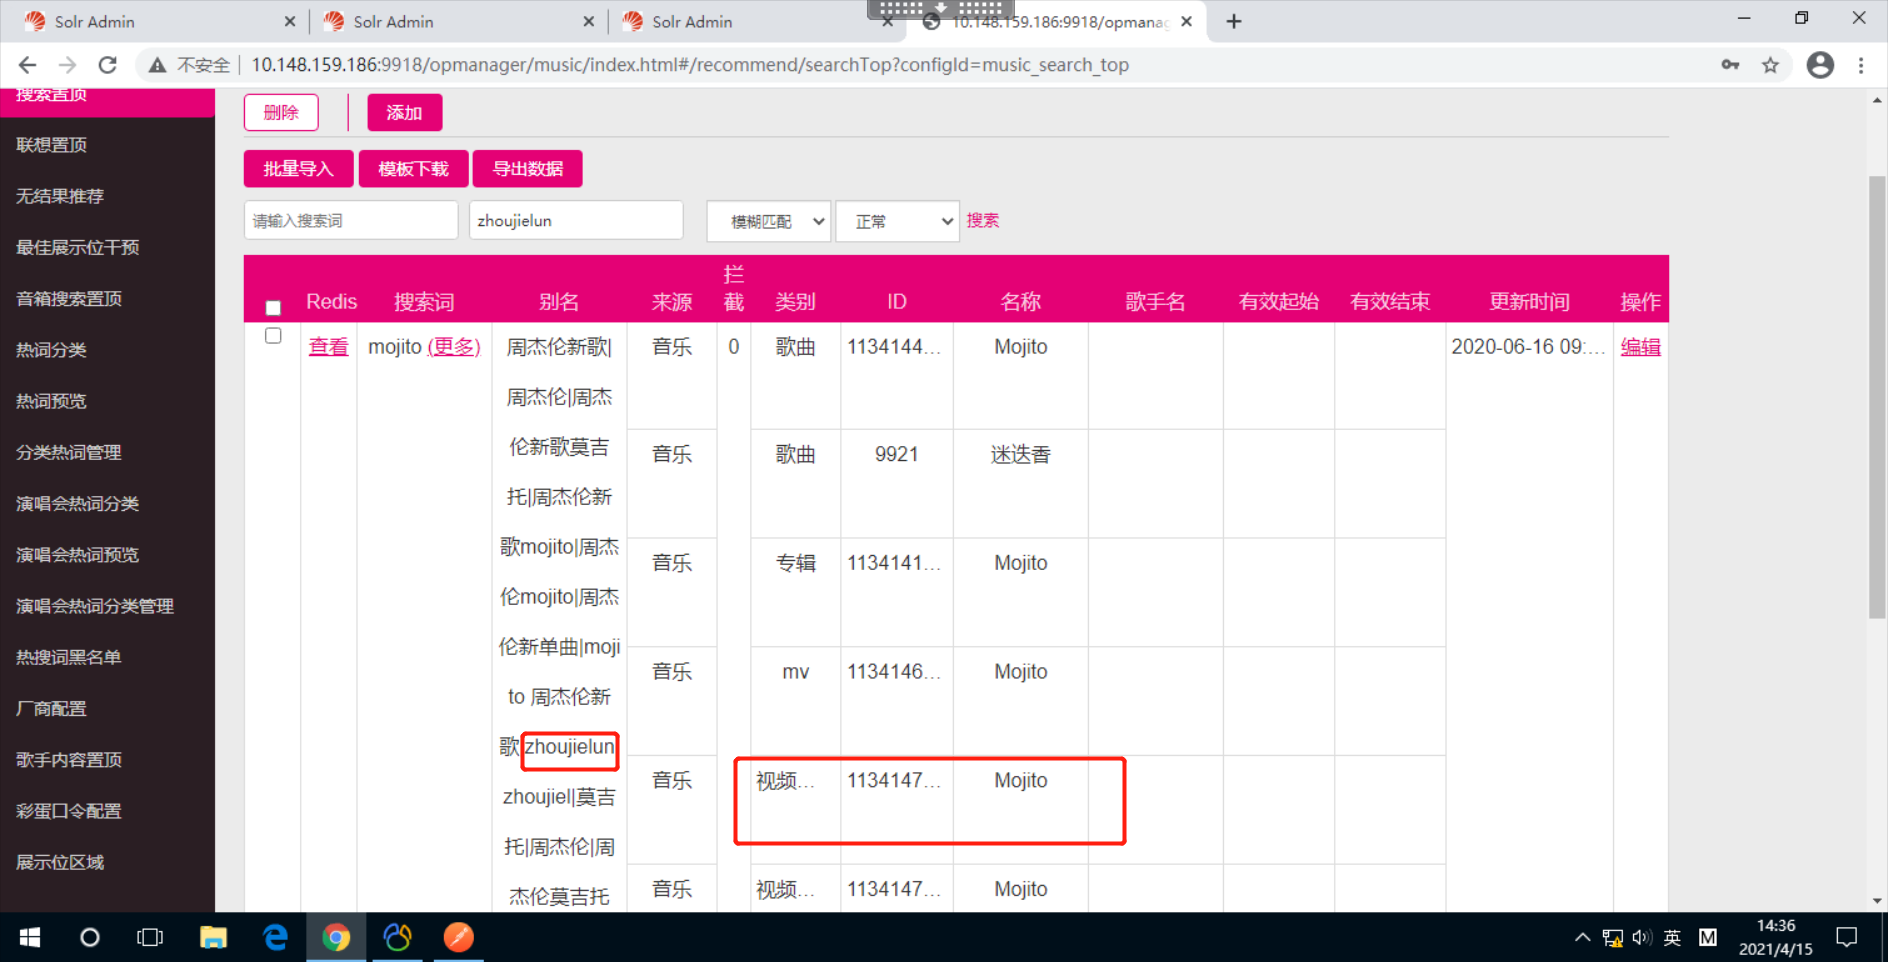 Solr Admin
Solr Admin
Solr Admin
10.148.159.186:9918/opmanag
不安全
10.148.159.186:9918/opmanager/music/index.html#/recommend/searchTop?configId=music_search_top
搜索置顶
联想置顶
无结果推荐
最佳展示位干预
音箱搜索置顶
热词分类
热词预览
分类热词管理
演唱会热词分类
演唱会热词预览
演唱会热词分类管理
热搜词黑名单
厂商配置
歌手内容置顶
彩蛋口令配置
展示位区域
删除
添加
批量导入
模板下载
导出数据
请输入搜索词
zhoujielun
模糊匹配
正常
搜索
Redis 搜索词 别名 来源 拦截 类别 ID 名称 歌手名 有效起始 有效结束 更新时间 操作
查看 mojito (更多)
周杰伦新歌|
周杰伦|周杰
伦新歌莫吉
托|周杰伦新
歌mojito|周杰
伦mojito|周杰
伦新单曲|moji
to 周杰伦新
歌|zhoujielun
zhoujiel|莫吉
托|周杰伦|周
杰伦莫吉托
音乐 0 歌曲 1134144... Mojito 2020-06-16 09:... 编辑
音乐 歌曲 9921 迷迭香
音乐 专辑 1134141... Mojito
音乐 mv 1134146... Mojito
音乐 视频... 1134147... Mojito
音乐 视频... 1134147... Mojito
英
M
14:36
2021/4/15